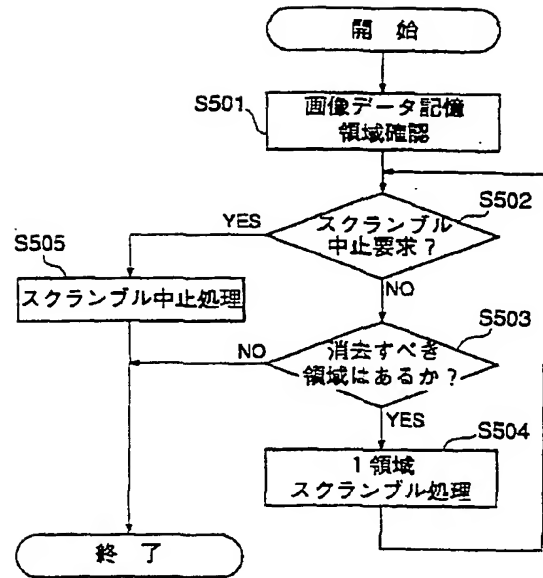 開 始
S501
画像データ記憶
領域確認
S502
YES
スクランブル
中止要求？
S505
スクランブル中止処理
NO
S503
NO
消去すべき
領域はあるか？
YES
S504
1領域
スクランブル処理
終 了